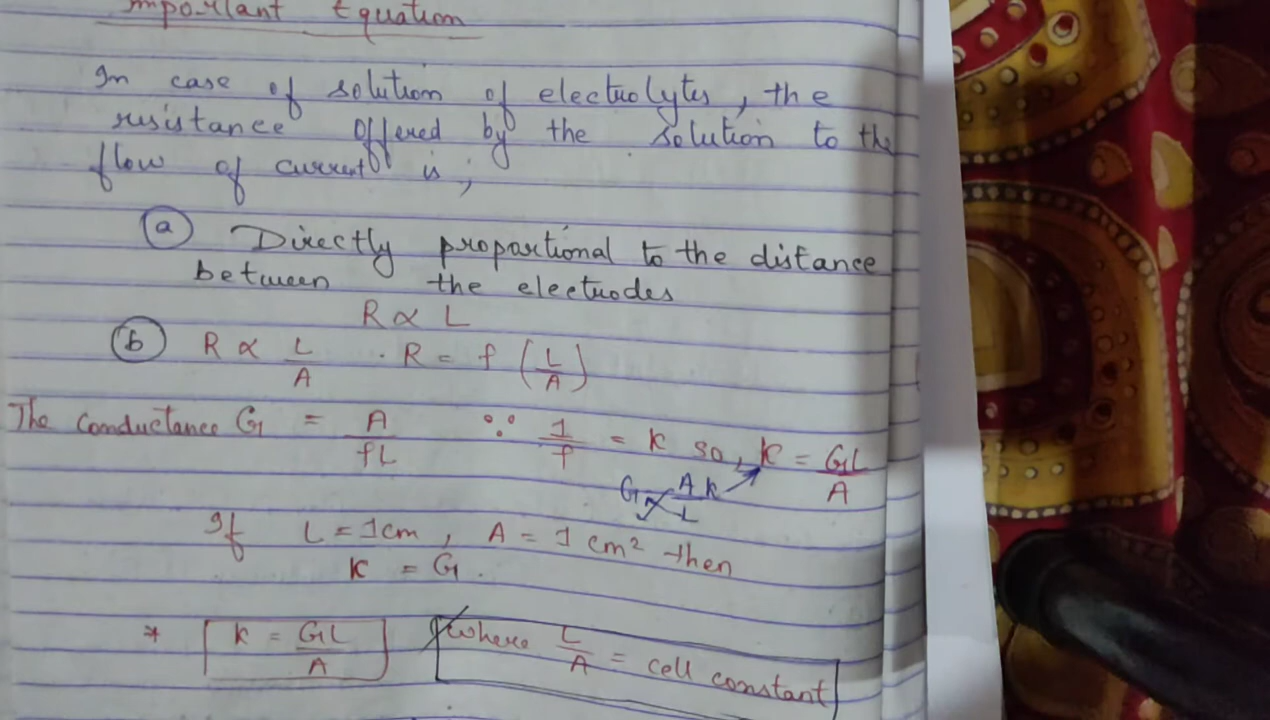 Important Equation
In case of solution of electrolytes, the
resistance offered by the solution to the
flow of current is;
(a) Directly proportional to the distance
between the electrodes
R ∝ L
(b) R ∝ L/A . R = f (L/A)
The Conductance G = A/fL ∵ 1/f = K so, K = GL/A
G = AK/L
If L = 1cm, A = 1 cm² then
K = G.
* K = GL/A where L/A = cell constant